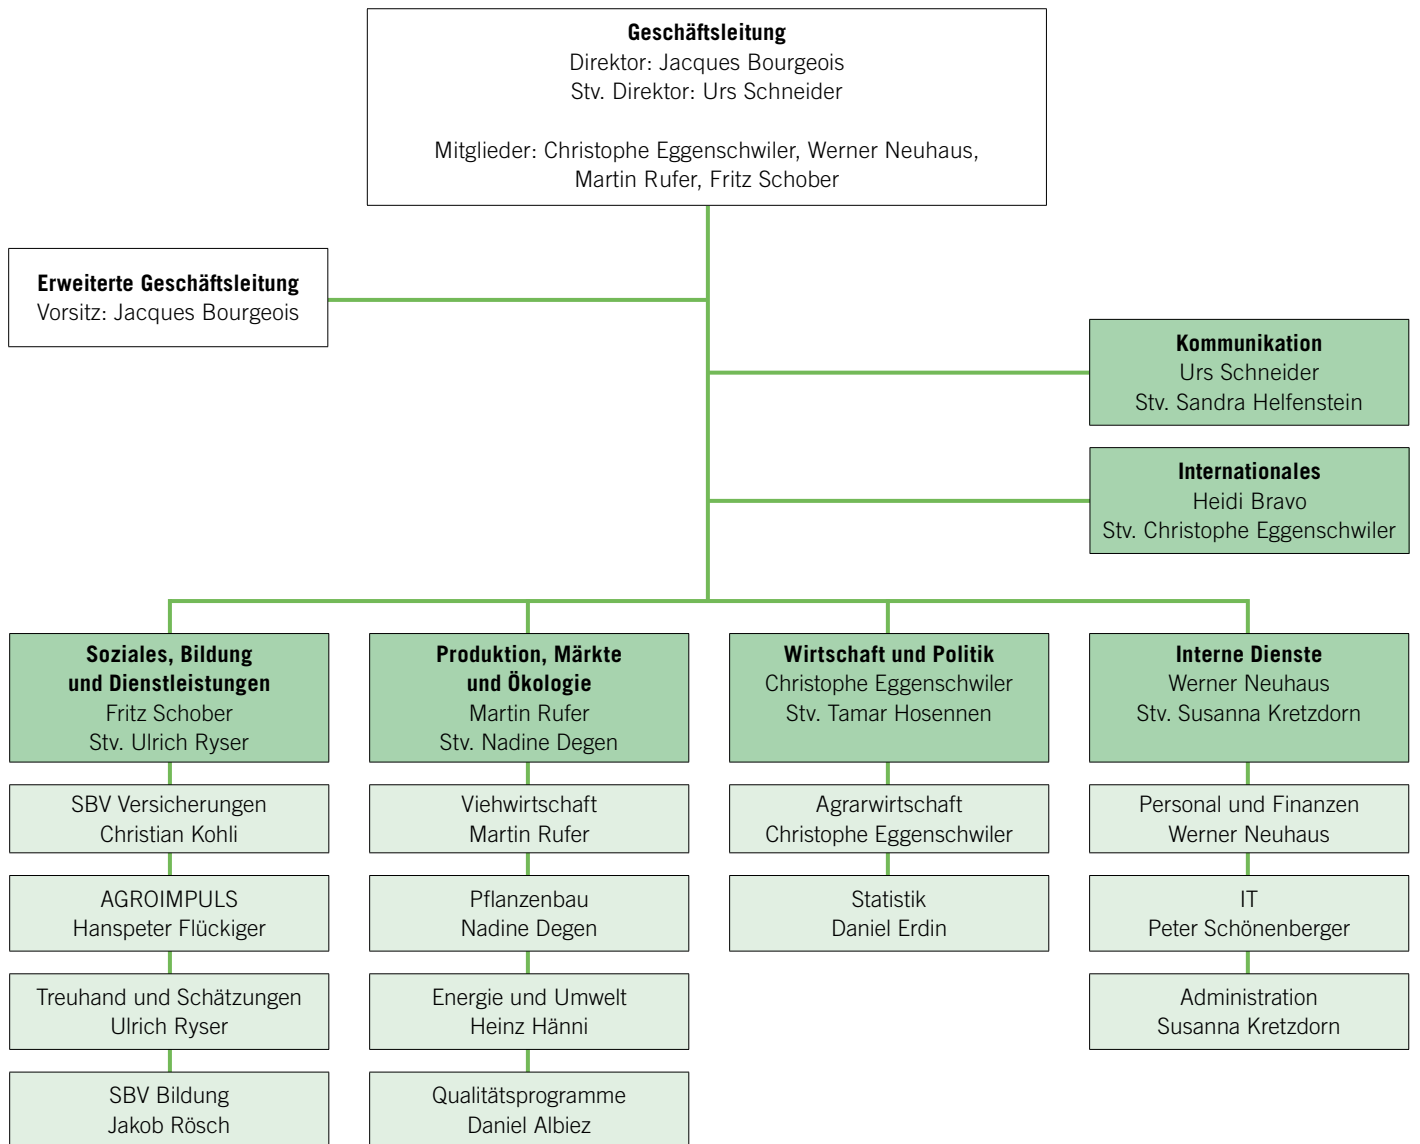 Geschäftsleitung
Direktor: Jacques Bourgeois
Stv. Direktor: Urs Schneider
Mitglieder: Christophe Eggenschwiler, Werner Neuhaus,
Martin Rufer, Fritz Schober
Erweiterte Geschäftsleitung
Vorsitz: Jacques Bourgeois
Kommunikation
Urs Schneider
Stv. Sandra Helfenstein
Internationales
Heidi Bravo
Stv. Christophe Eggenschwiler
Soziales, Bildung
und Dienstleistungen
Fritz Schober
Stv. Ulrich Ryser
SBV Versicherungen
Christian Kohli
AGROIMPULS
Hanspeter Flückiger
Treuhand und Schätzungen
Ulrich Ryser
SBV Bildung
Jakob Rösch
Produktion, Märkte
und Ökologie
Martin Rufer
Stv. Nadine Degen
Viehwirtschaft
Martin Rufer
Pflanzenbau
Nadine Degen
Energie und Umwelt
Heinz Hänni
Qualitätsprogramme
Daniel Albiez
Wirtschaft und Politik
Christophe Eggenschwiler
Stv. Tamar Hosennen
Agrarwirtschaft
Christophe Eggenschwiler
Statistik
Daniel Erdin
Interne Dienste
Werner Neuhaus
Stv. Susanna Kretzdorn
Personal und Finanzen
Werner Neuhaus
IT
Peter Schönenberger
Administration
Susanna Kretzdorn